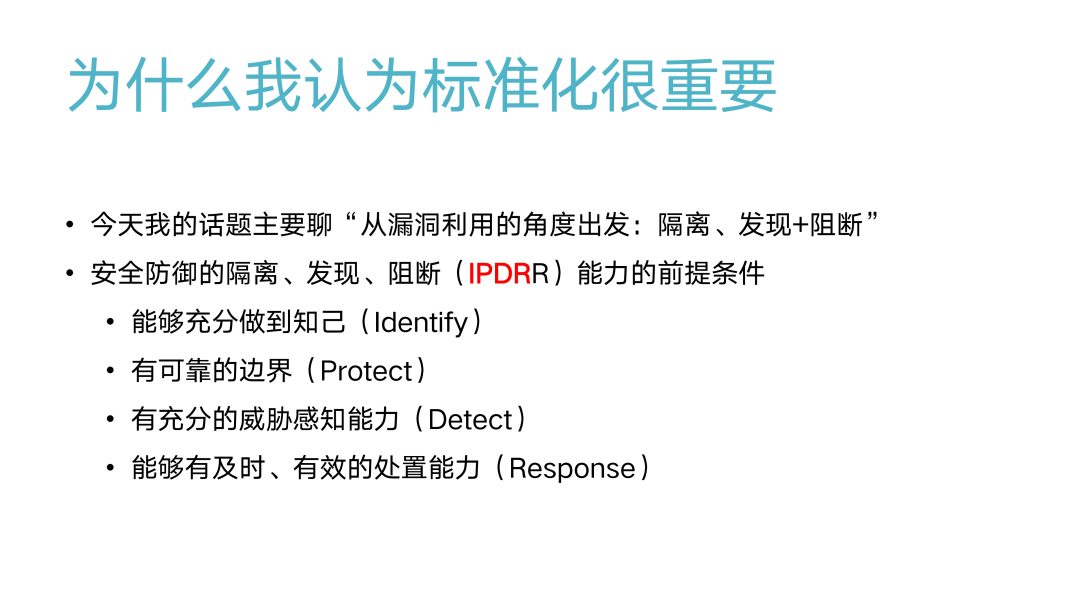 为什么我认为标准化很重要
• 今天我的话题主要聊“从漏洞利用的角度出发：隔离、发现+阻断”
• 安全防御的隔离、发现、阻断（IPDRR）能力的前提条件
• 能够充分做到知己（Identify）
• 有可靠的边界（Protect）
• 有充分的威胁感知能力（Detect）
• 能够有及时、有效的处置能力（Response）